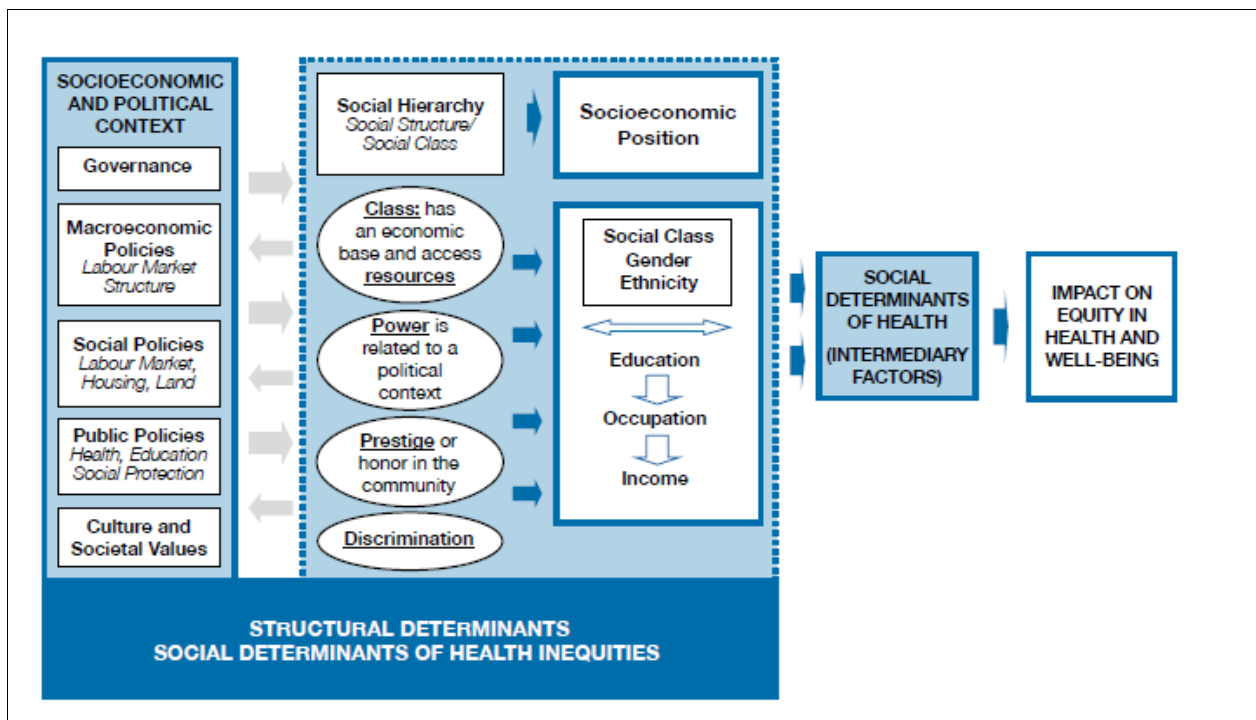 SOCIOECONOMIC
AND POLITICAL
CONTEXT
Governance
Macroeconomic
Policies
Labour Market
Structure
Social Policies
Labour Market,
Housing, Land
Public Policies
Health, Education
Social Protection
Culture and
Societal Values
Social Hierarchy
Social Structure/
Social Class
Class: has
an economic
base and access
resources
Power is
related to a
political
context
Prestige or
honor in the
community
Discrimination
Socioeconomic
Position
Social Class
Gender
Ethnicity
Education
Occupation
Income
SOCIAL
DETERMINANTS
OF HEALTH
(INTERMEDIARY
FACTORS)
IMPACT ON
EQUITY IN
HEALTH AND
WELL-BEING
STRUCTURAL DETERMINANTS
SOCIAL DETERMINANTS OF HEALTH INEQUITIES